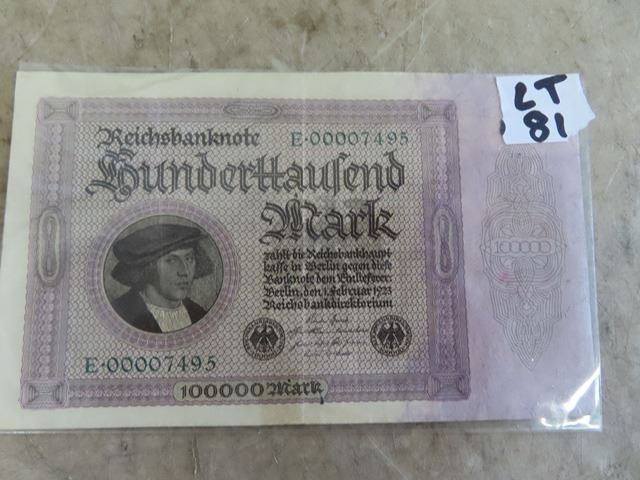 LT
81
Reichsbanknote E·00007495
Hunderttausend
Mark
zahlt die Reichsbankhaupt-
kasse in Berlin gegen diese
Banknote dem Einlieferer.
Berlin, den 1. Februar 1923
Reichsbankdirektorium
100000
E·00007495
100000 Mark